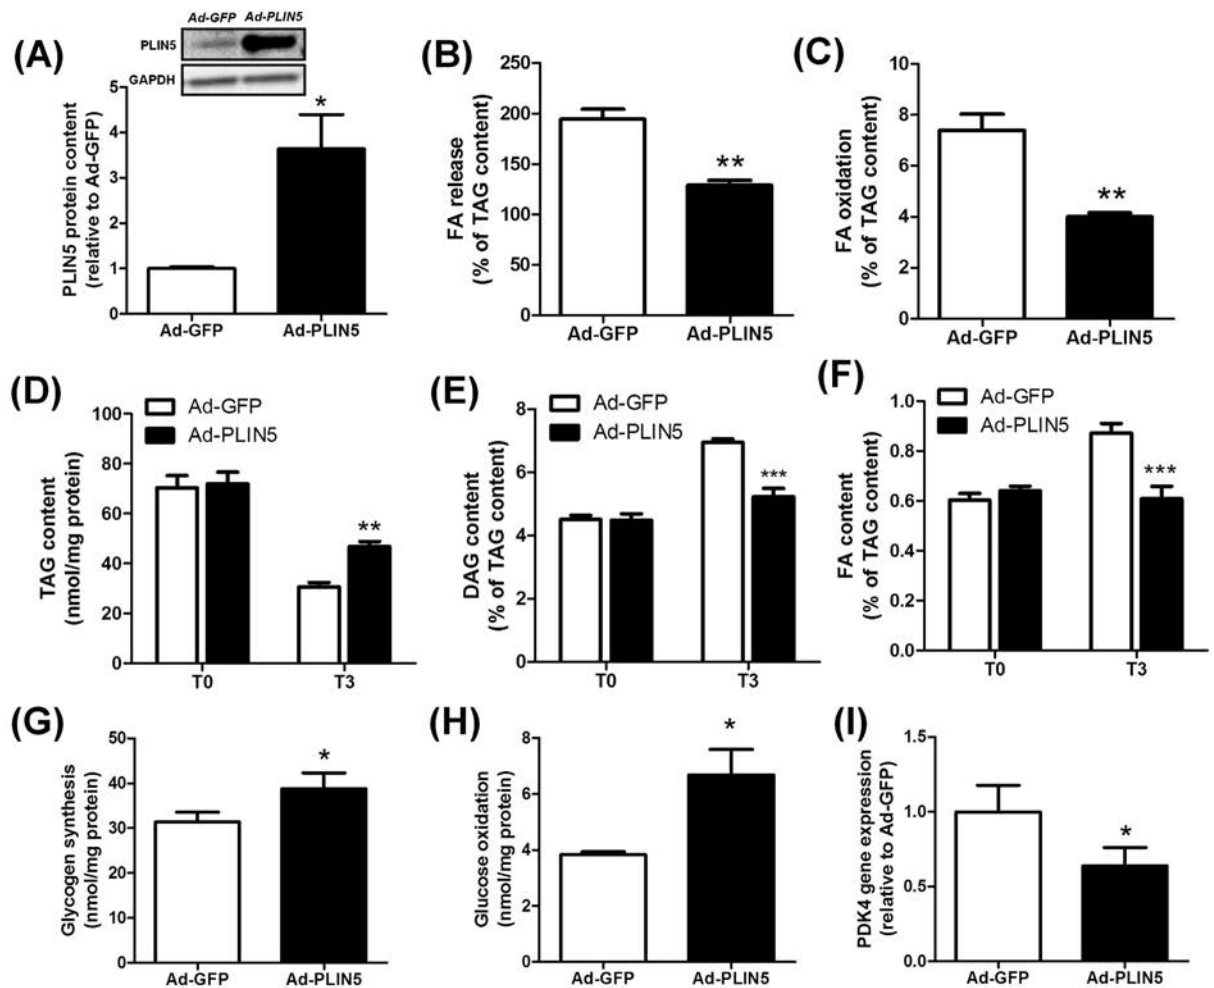 (A)
Ad-GFP Ad-PLIN5
PLIN5
GAPDH
PLIN5 protein content
(relative to Ad-GFP)
5
4
3
2
1
0
*
Ad-GFP Ad-PLIN5
(B)
FA release
(% of TAG content)
250
200
150
100
50
0
**
Ad-GFP Ad-PLIN5
(C)
FA oxidation
(% of TAG content)
10
8
6
4
2
0
**
Ad-GFP Ad-PLIN5
(D)
Ad-GFP
Ad-PLIN5
TAG content
(nmol/mg protein)
100
80
60
40
20
0
**
T0 T3
(E)
Ad-GFP
Ad-PLIN5
DAG content
(% of TAG content)
8
6
4
2
0
***
T0 T3
(F)
Ad-GFP
Ad-PLIN5
FA content
(% of TAG content)
1.0
0.8
0.6
0.4
0.2
0.0
***
T0 T3
(G)
Glycogen synthesis
(nmol/mg protein)
50
40
30
20
10
0
*
Ad-GFP Ad-PLIN5
(H)
Glucose oxidation
(nmol/mg protein)
8
6
4
2
0
*
Ad-GFP Ad-PLIN5
(I)
PDK4 gene expression
(relative to Ad-GFP)
1.5
1.0
0.5
0.0
*
Ad-GFP Ad-PLIN5